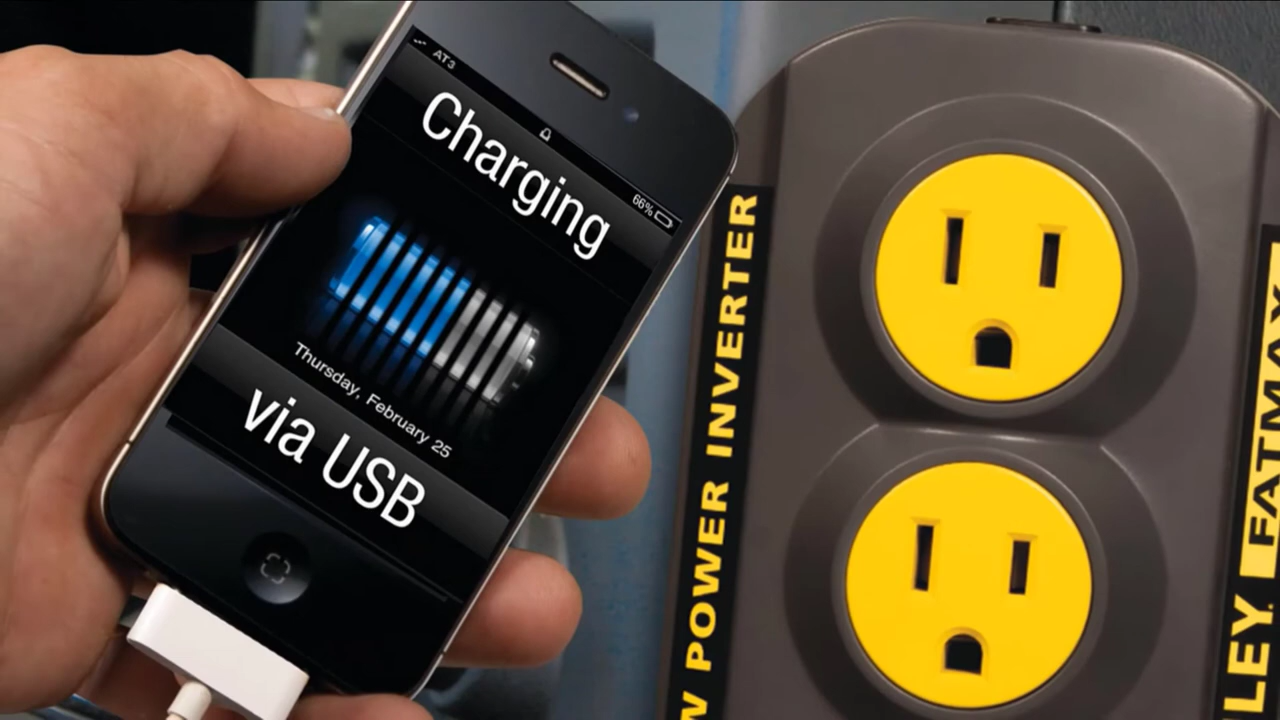 AT3
66%
Charging
Thursday, February 25
via USB
W POWER INVERTER
LEY FATMAX